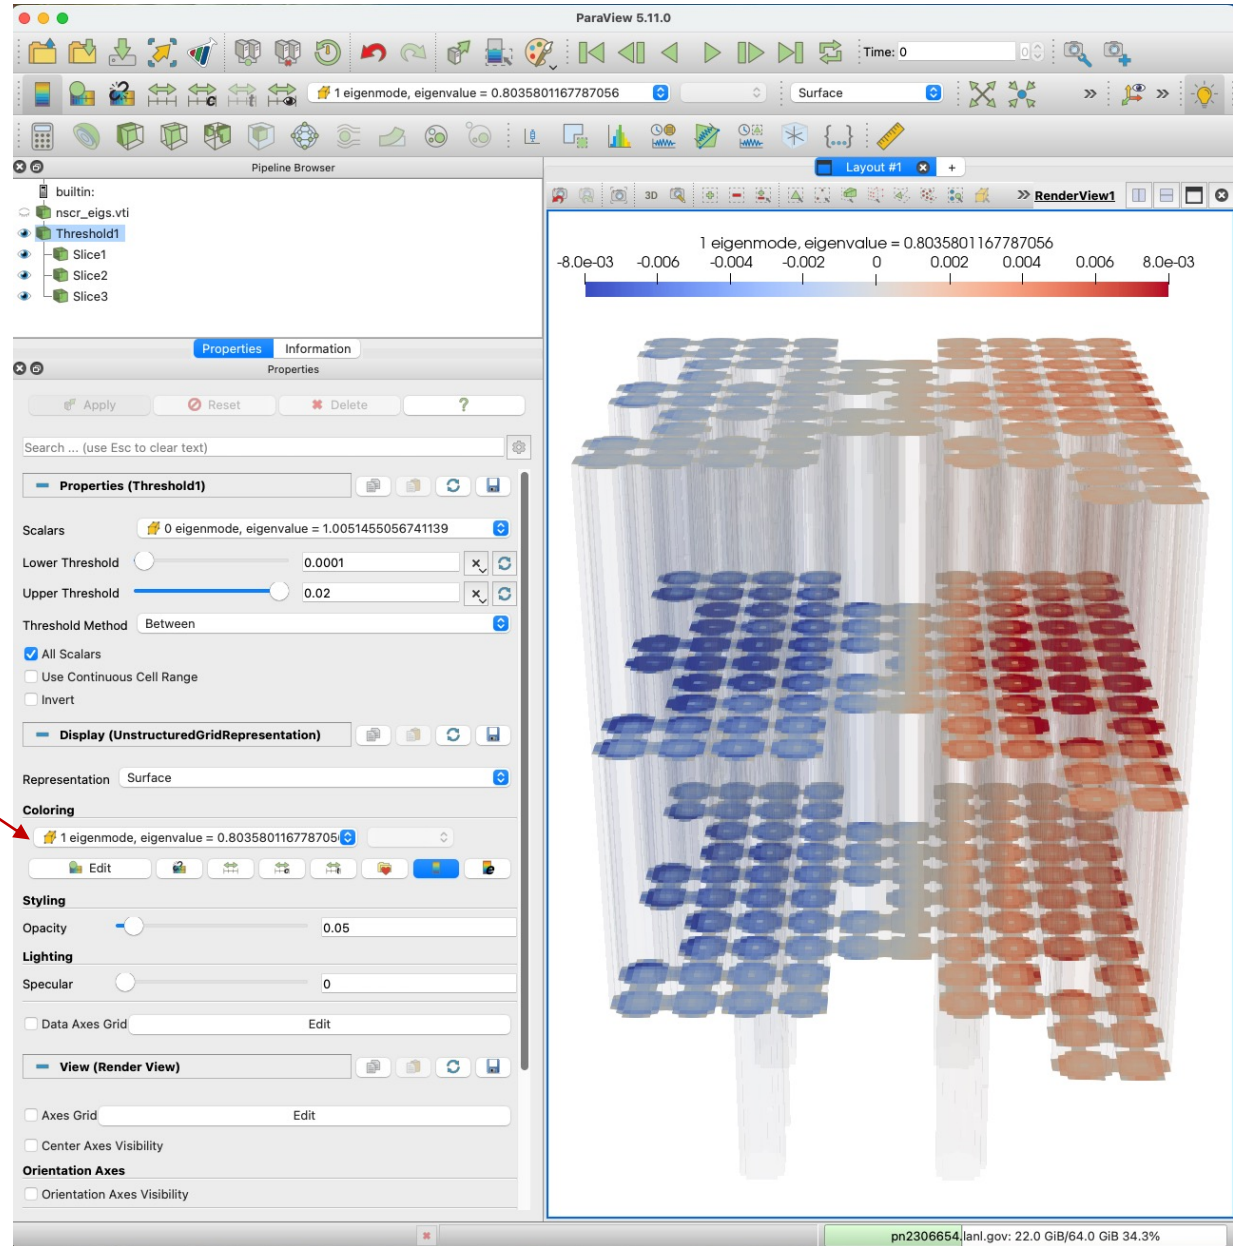 ParaView 5.11.0
Time: 0
0
1 eigenmode, eigenvalue = 0.8035801167787056
Surface
Pipeline Browser
Layout #1
+
builtin:
nscr_eigs.vti
Threshold1
Slice1
Slice2
Slice3
3D
RenderView1
1 eigenmode, eigenvalue = 0.8035801167787056
-8.0e-03 -0.006 -0.004 -0.002 0 0.002 0.004 0.006 8.0e-03
Properties Information
Properties
Apply Reset Delete ?
Search ... (use Esc to clear text)
Properties (Threshold1)
Scalars 0 eigenmode, eigenvalue = 1.0051455056741139
Lower Threshold 0.0001
Upper Threshold 0.02
Threshold Method Between
All Scalars
Use Continuous Cell Range
Invert
Display (UnstructuredGridRepresentation)
Representation Surface
Coloring
1 eigenmode, eigenvalue = 0.803580116778705
Edit
Styling
Opacity 0.05
Lighting
Specular 0
Data Axes Grid Edit
View (Render View)
Axes Grid Edit
Center Axes Visibility
Orientation Axes
Orientation Axes Visibility
pn2306654.lanl.gov: 22.0 GiB/64.0 GiB 34.3%